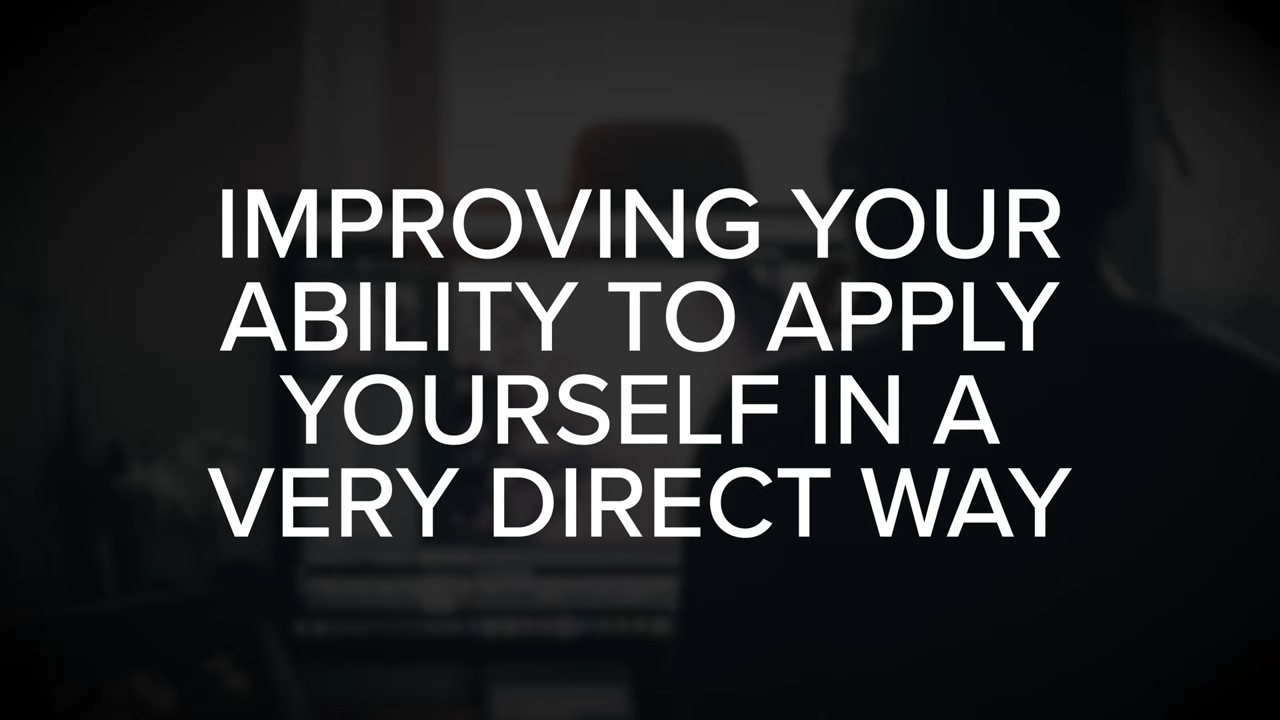 IMPROVING YOUR
ABILITY TO APPLY
YOURSELF IN A
VERY DIRECT WAY